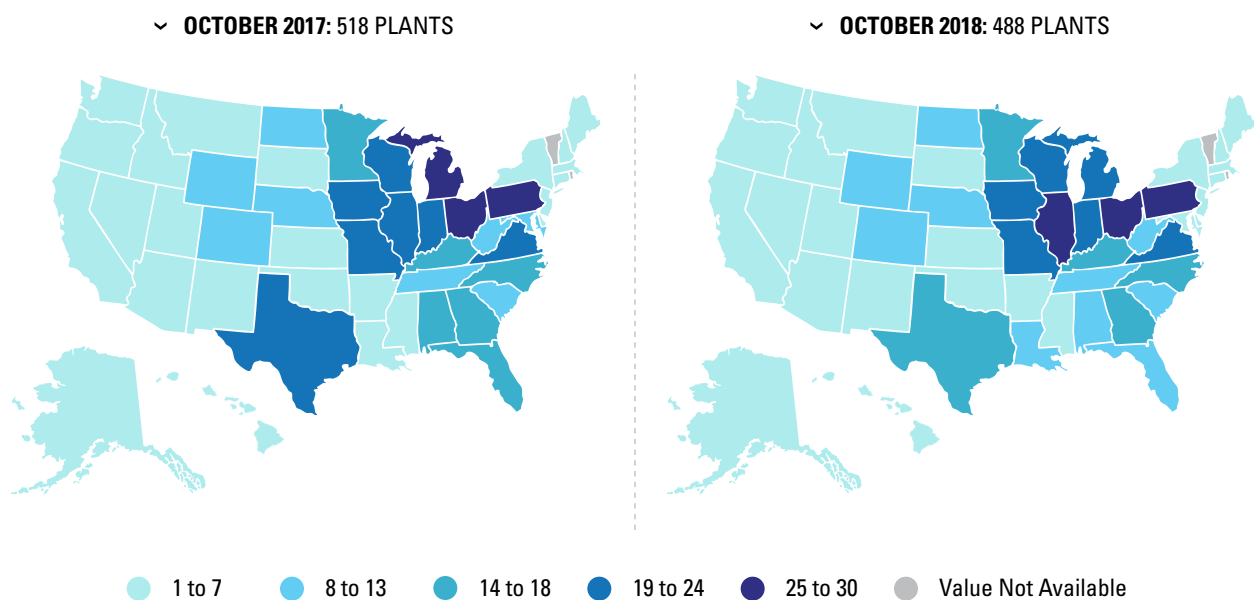 OCTOBER 2017: 518 PLANTS
OCTOBER 2018: 488 PLANTS
1 to 7
8 to 13
14 to 18
19 to 24
25 to 30
Value Not Available